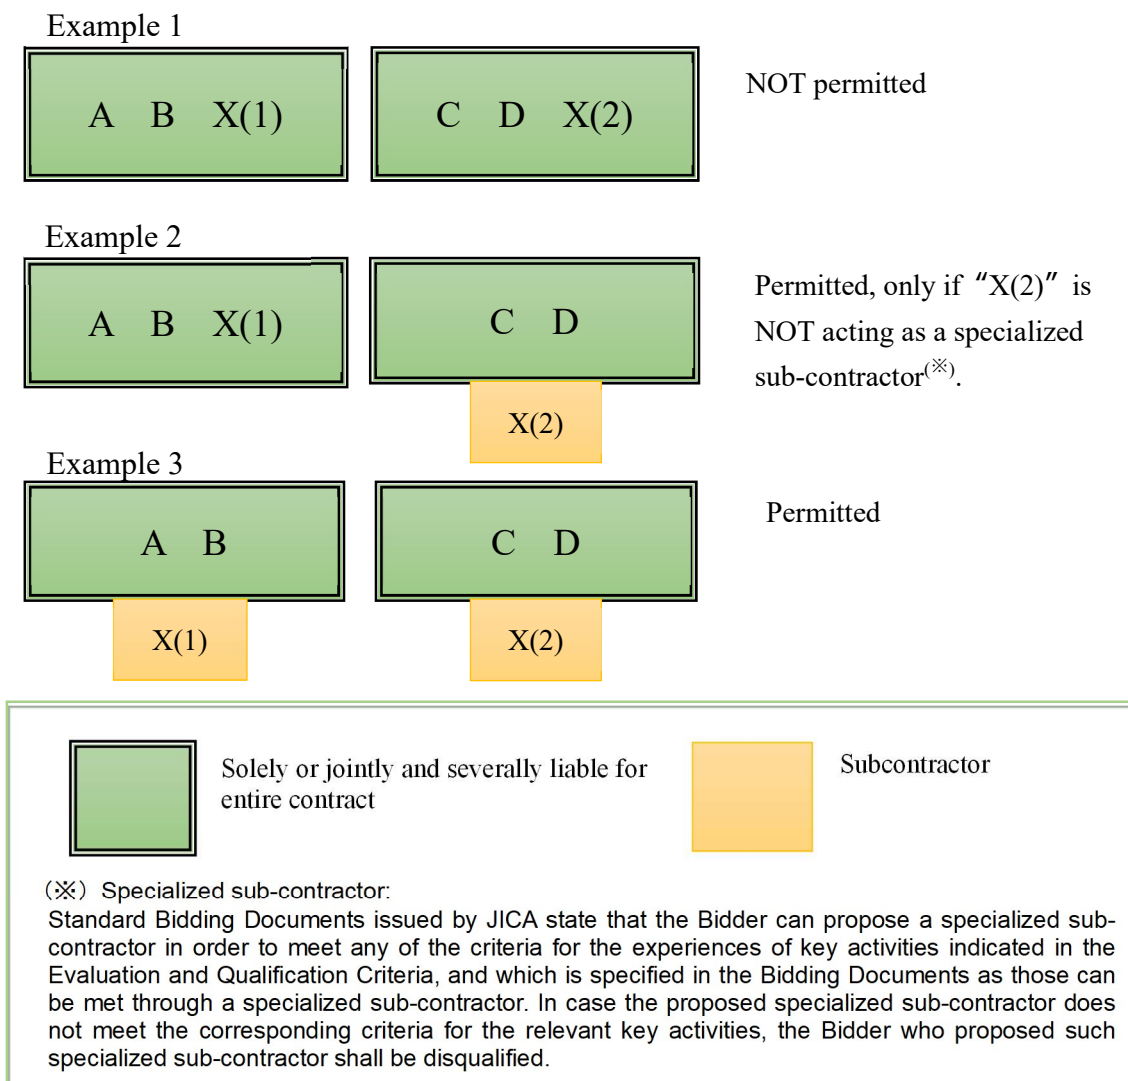 Example 1
A B X(1)
C D X(2)
NOT permitted
Example 2
A B X(1)
C D
X(2)
Permitted, only if “X(2)” is
NOT acting as a specialized
sub-contractor(※).
Example 3
A B
X(1)
C D
X(2)
Permitted
Solely or jointly and severally liable for
entire contract
Subcontractor
(※) Specialized sub-contractor:
Standard Bidding Documents issued by JICA state that the Bidder can propose a specialized sub-
contractor in order to meet any of the criteria for the experiences of key activities indicated in the
Evaluation and Qualification Criteria, and which is specified in the Bidding Documents as those can
be met through a specialized sub-contractor. In case the proposed specialized sub-contractor does
not meet the corresponding criteria for the relevant key activities, the Bidder who proposed such
specialized sub-contractor shall be disqualified.